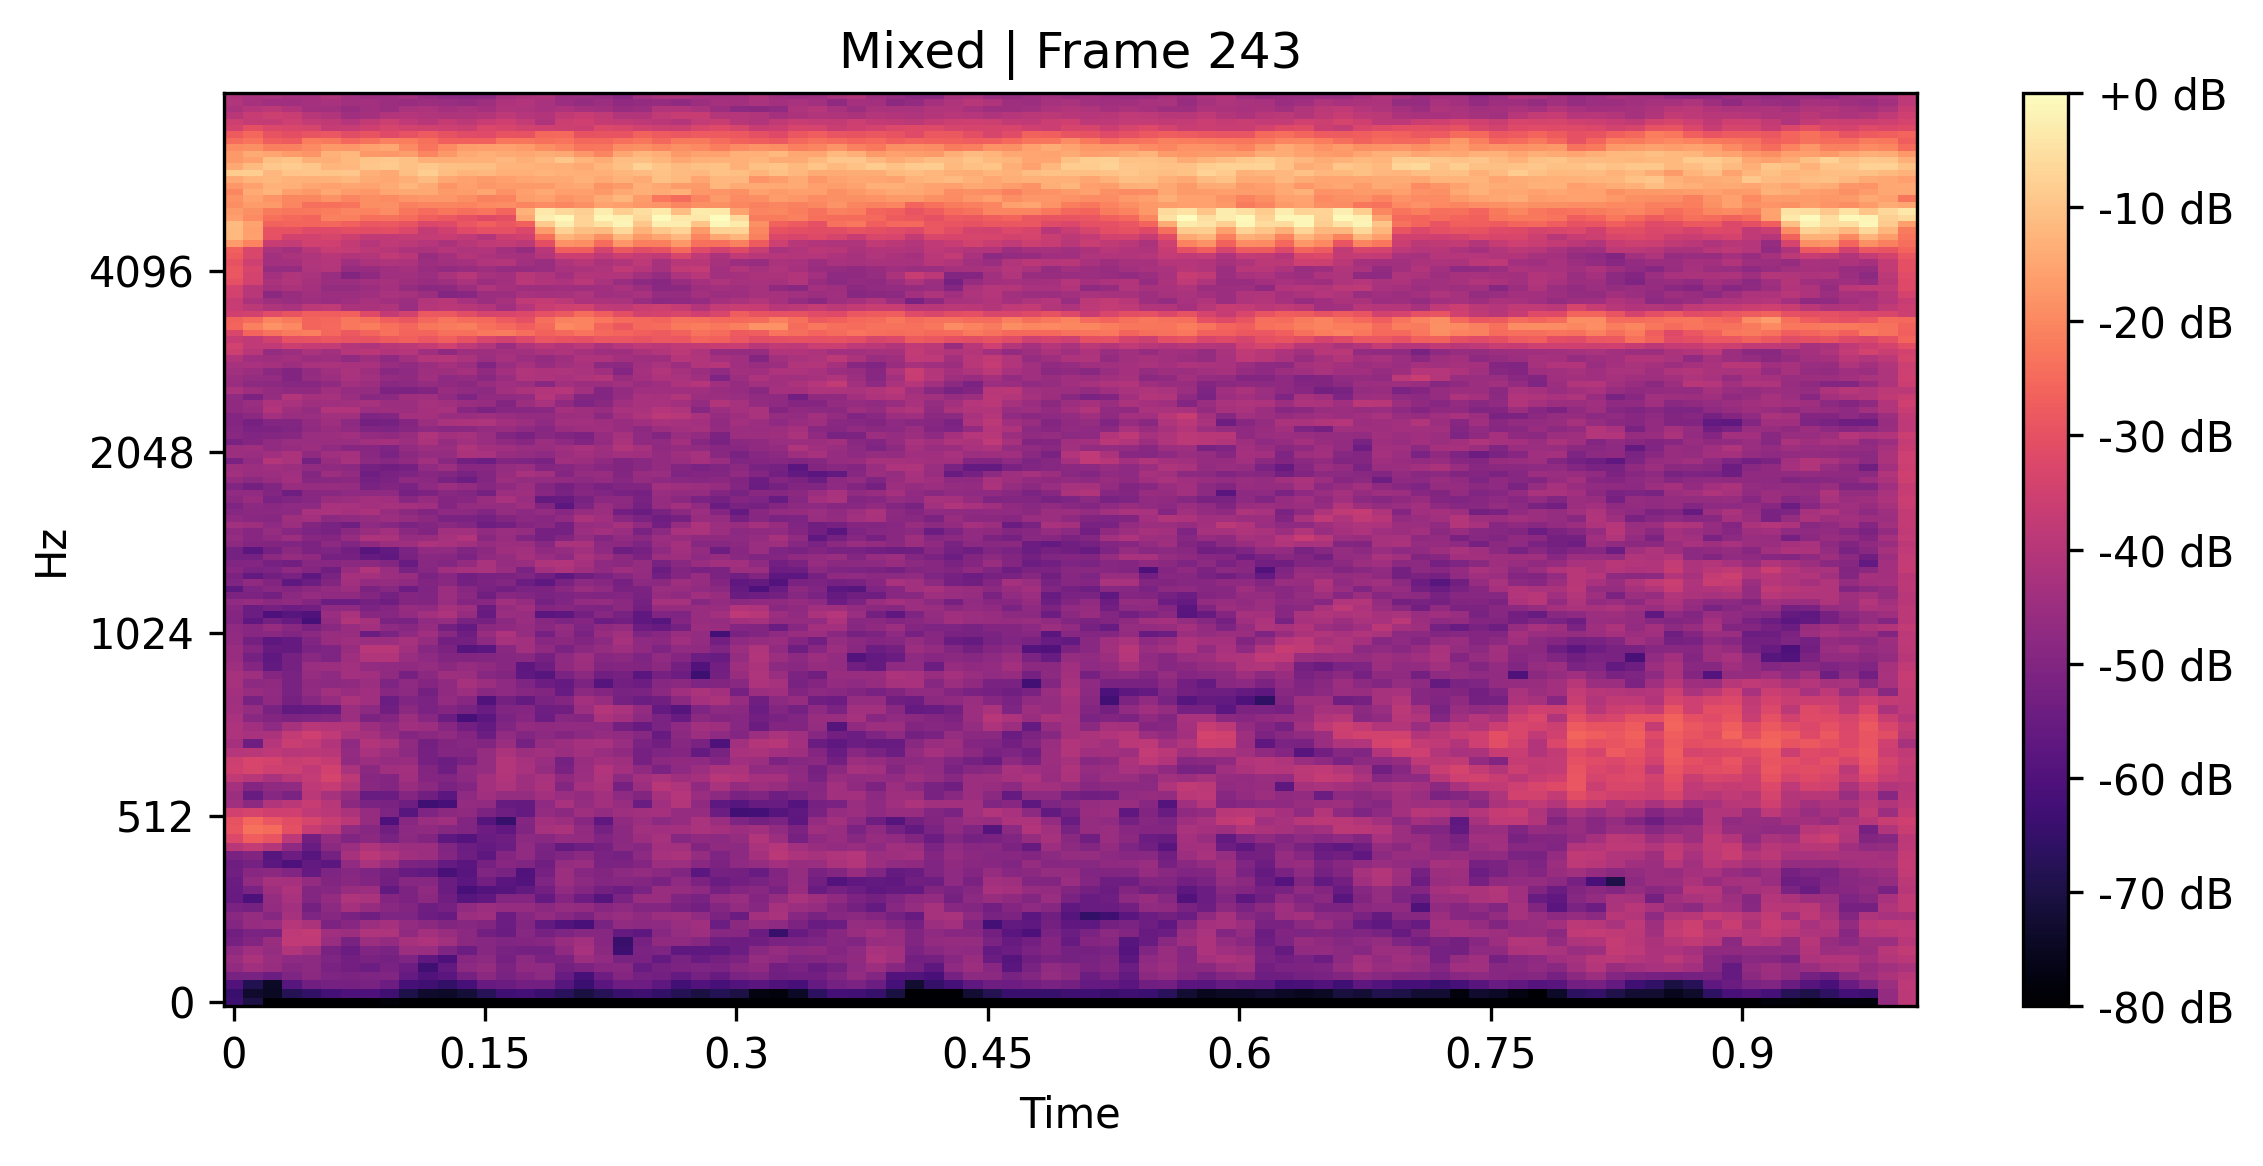 Mixed | Frame 243
+0 dB
-10 dB
4096
-20 dB
-30 dB
2048
-40 dB
Hz
1024
-50 dB
512
-60 dB
-70 dB
0
-80 dB
0 0.15 0.3 0.45 0.6 0.75 0.9
Time